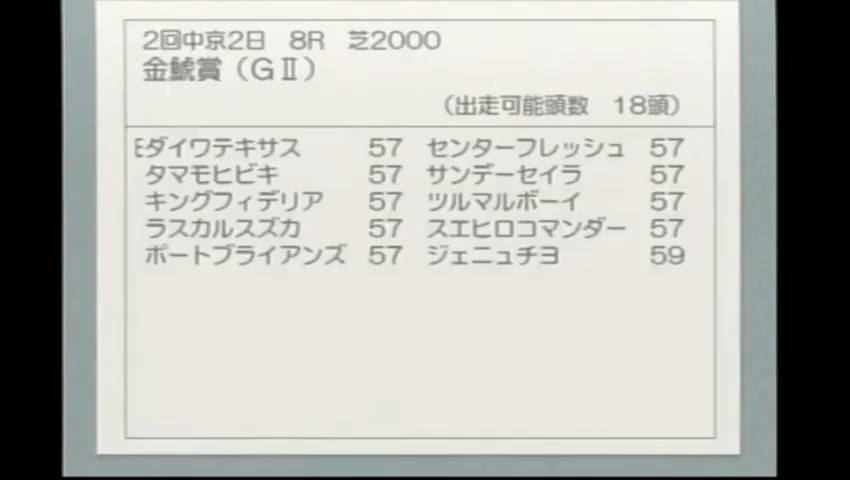 2回中京2日 8R 芝2000
金鯱賞（GⅡ）
（出走可能頭数 18頭）
ダイワテキサス 57 センターフレッシュ 57
タマモヒビキ 57 サンデーセイラ 57
キングフィデリア 57 ツルマルボーイ 57
ラスカルスズカ 57 スエヒロコマンダー 57
ポートブライアンズ 57 ジェニュチヨ 59